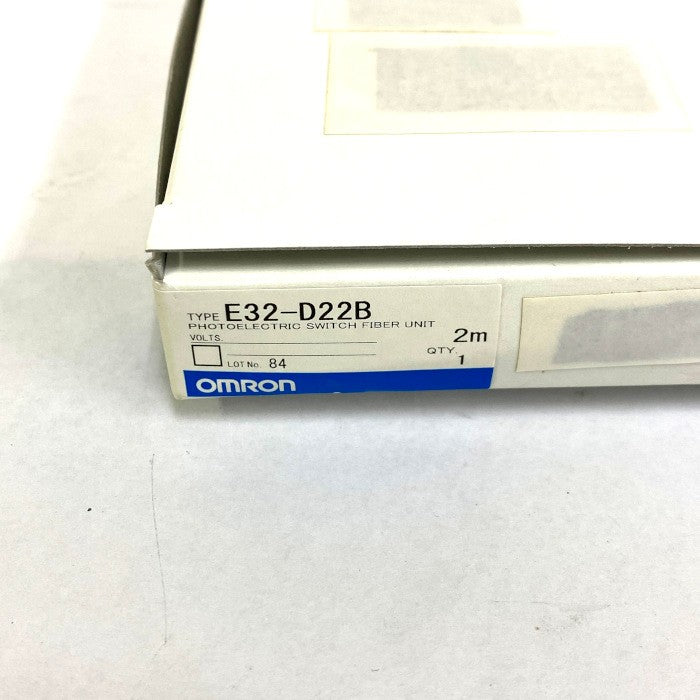 TYPE E32-D22B
PHOTOELECTRIC SWITCH FIBER UNIT
VOLTS.
2m
LOT No. 84
QTY. 1
OMRON